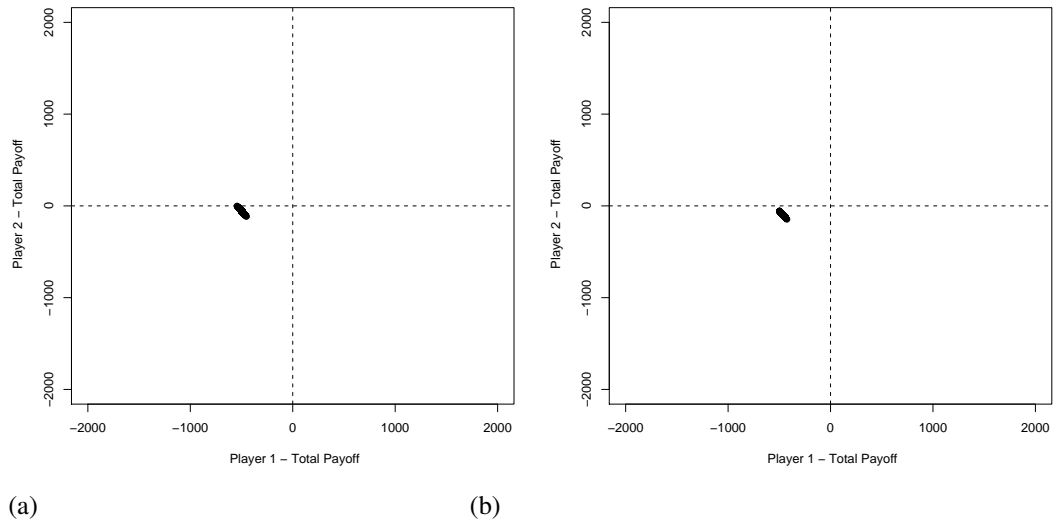 2000
1000
0
−1000
−2000
Player 2 − Total Payoff
−2000 −1000 0 1000 2000
Player 1 − Total Payoff
(a)
2000
1000
0
−1000
−2000
Player 2 − Total Payoff
−2000 −1000 0 1000 2000
Player 1 − Total Payoff
(b)